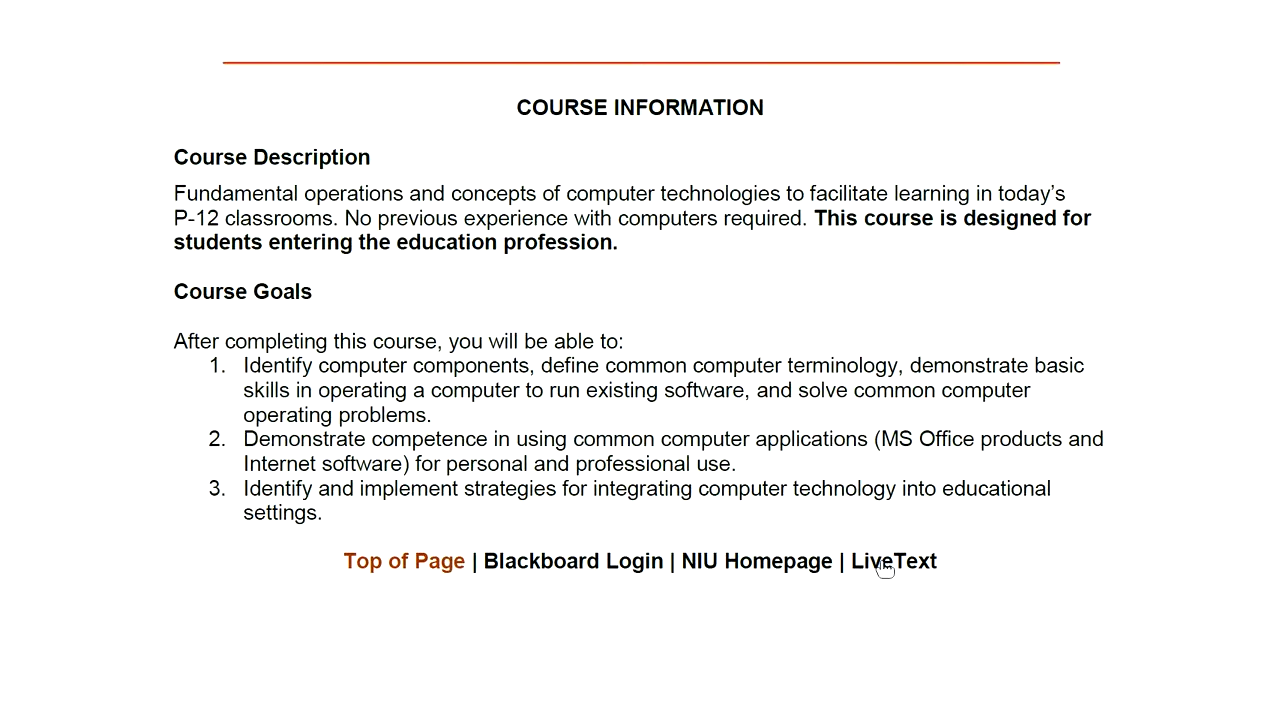 COURSE INFORMATION
Course Description
Fundamental operations and concepts of computer technologies to facilitate learning in today's
P-12 classrooms. No previous experience with computers required. This course is designed for
students entering the education profession.
Course Goals
After completing this course, you will be able to:
1. Identify computer components, define common computer terminology, demonstrate basic
skills in operating a computer to run existing software, and solve common computer
operating problems.
2. Demonstrate competence in using common computer applications (MS Office products and
Internet software) for personal and professional use.
3. Identify and implement strategies for integrating computer technology into educational
settings.
Top of Page | Blackboard Login | NIU Homepage | LiveText